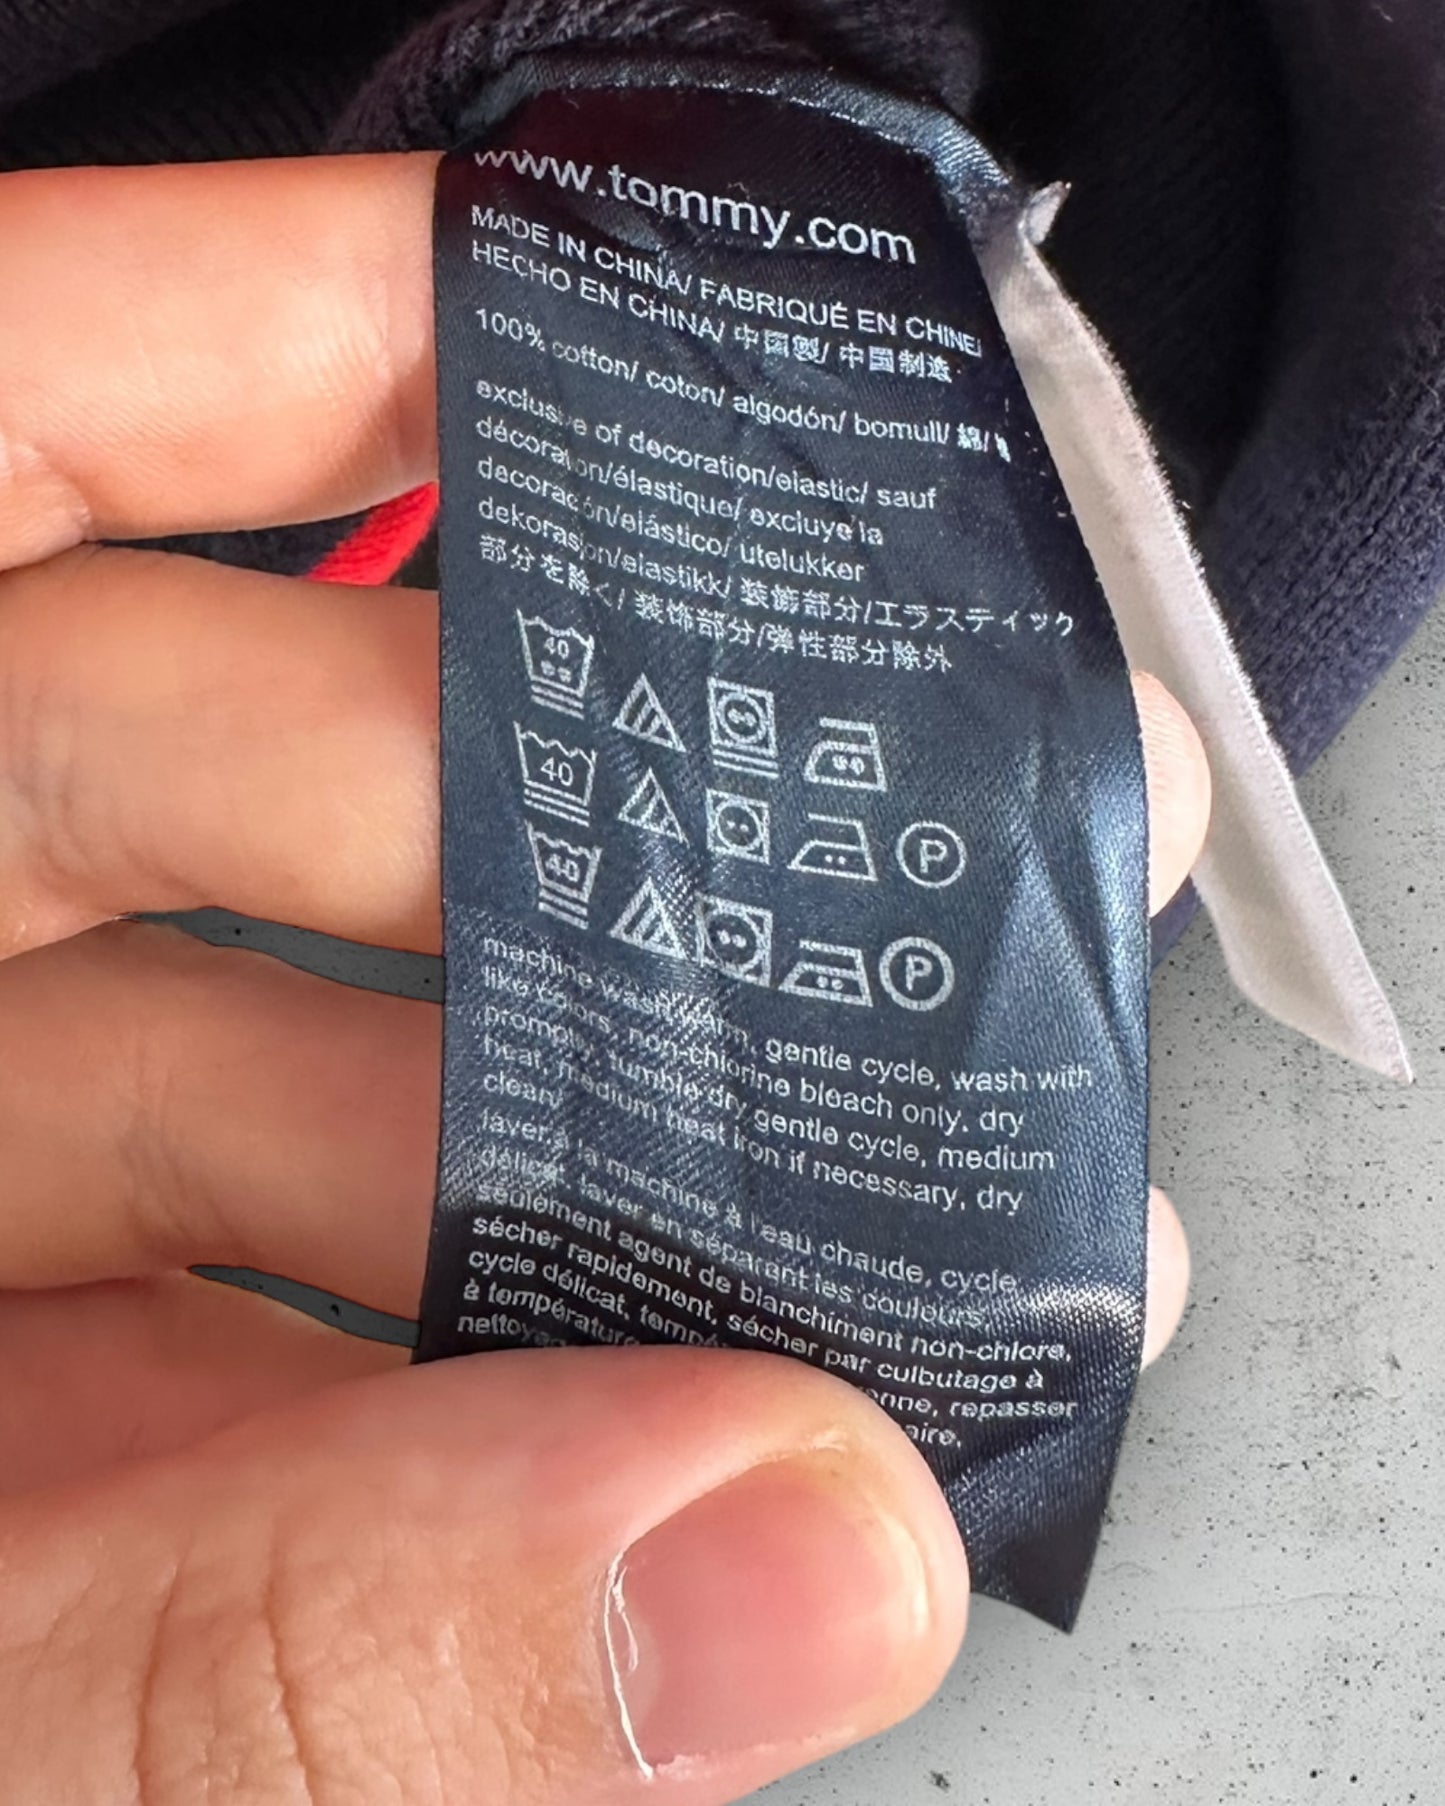 www.tommy.com
MADE IN CHINA/ FABRIQUÉ EN CHINE/
HECHO EN CHINA/ 中国製/ 中国制造
100% cotton/ coton/ algodón/ bomull/ 綿/
exclusive of decoration/elastic/ sauf
décoration/élastique/ excluye la
decoración/elástico/ utelukker
dekorasjon/elastikk/ 装飾部分/エラスティック
部分を除く/ 装饰部分/弹性部分除外
40
40 P
40 P
machine wash warm, gentle cycle, wash with
like colors, non-chlorine bleach only, dry
promptly, tumble dry gentle cycle, medium
heat, medium heat iron if necessary, dry
clean/
laver à la machine à l'eau chaude, cycle
délicat, laver en séparant les couleurs,
seulement agent de blanchiment non-chlore,
sécher rapidement, sécher par culbutage à
cycle délicat, repasser
à température